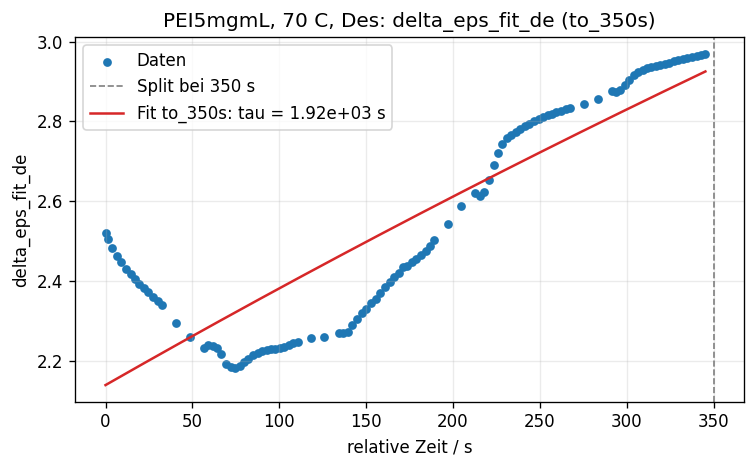 PEI5mgmL, 70 C, Des: delta_eps_fit_de (to_350s)
3.0
2.8
2.6
2.4
2.2
delta_eps_fit_de
Daten
Split bei 350 s
Fit to_350s: tau = 1.92e+03 s
0 50 100 150 200 250 300 350
relative Zeit / s